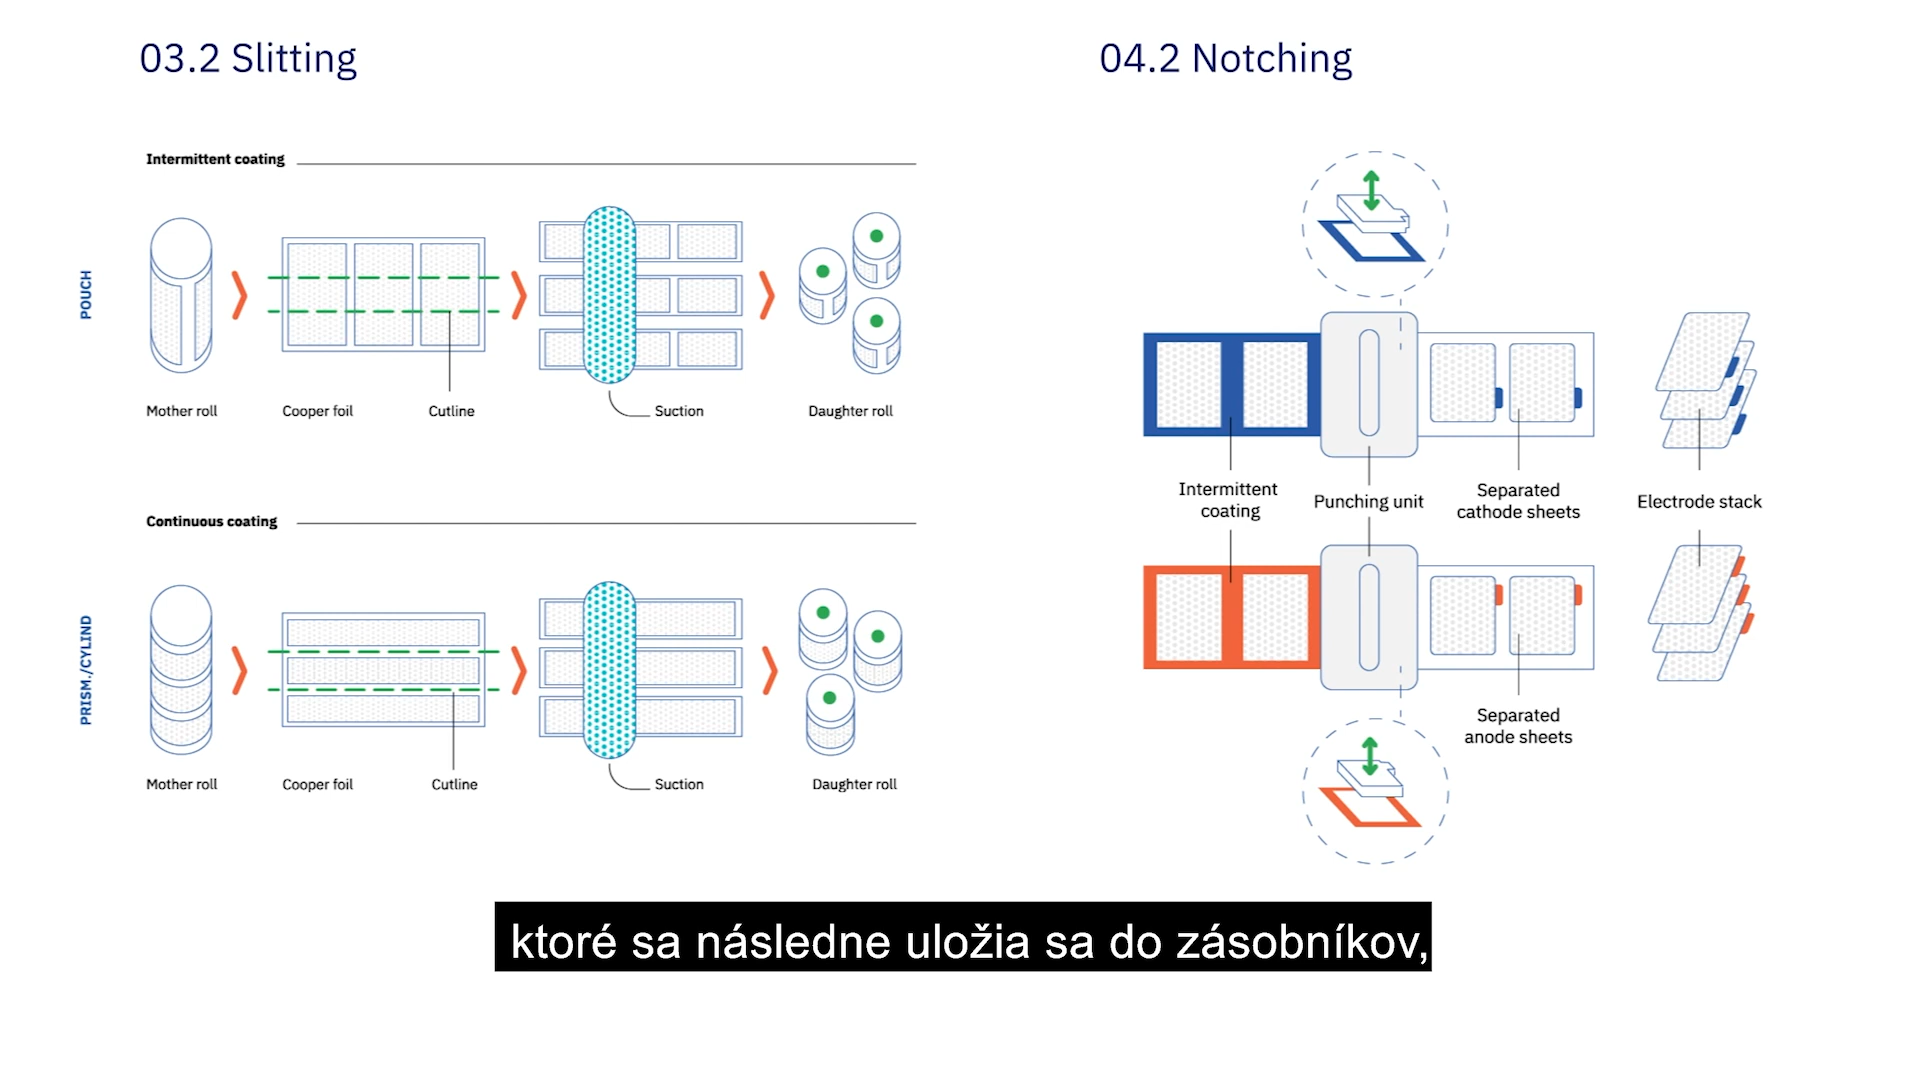 03.2 Slitting
Intermittent coating
POUCH
Mother roll
Cooper foil
Cutline
Suction
Daughter roll
Continuous coating
PRISM./CYLIND
Mother roll
Cooper foil
Cutline
Suction
Daughter roll
04.2 Notching
Intermittent
coating
Punching unit
Separated
cathode sheets
Electrode stack
Separated
anode sheets
ktoré sa následne uložia sa do zásobníkov,